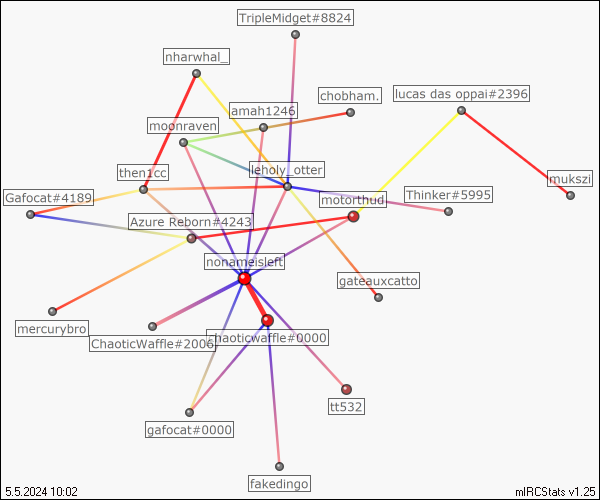 TripleMidget#8824
nharwhal_
chobham.
lucas das oppai#2396
amah1246
moonraven
then1cc
leholy_otter
mukszi
Gafocat#4189
motorthud
Thinker#5995
Azure Reborn#4243
nonameisleft
gateauxcatto
mercurybro
ChaoticWaffle#2006
chaoticwaffle#0000
tt532
gafocat#0000
fakedingo
5.5.2024 10:02
mIRCStats v1.25